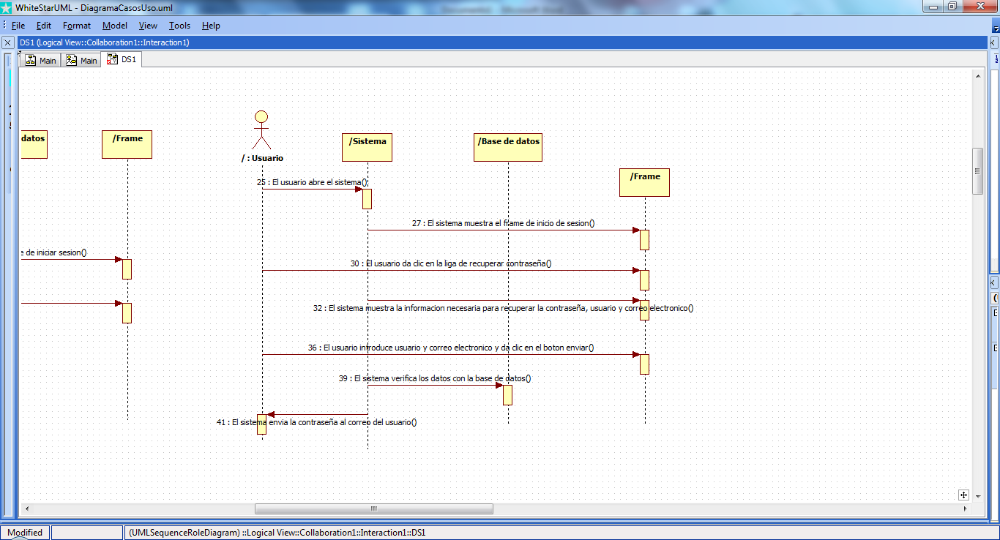 WhiteStarUML - DiagramaCasosUso.uml
File Edit Format Model View Tools Help
DS1 (Logical View::Collaboration1::Interaction1)
Main Main DS1
datos
/Frame
/ : Usuario
/Sistema
/Base de datos
/Frame
25 : El usuario abre el sistema()
27 : El sistema muestra el frame de inicio de sesion()
e de iniciar sesion()
30 : El usuario da clic en la liga de recuperar contraseña()
32 : El sistema muestra la informacion necesaria para recuperar la contraseña, usuario y correo electronico()
36 : El usuario introduce usuario y correo electronico y da clic en el boton enviar()
39 : El sistema verifica los datos con la base de datos()
41 : El sistema envia la contraseña al correo del usuario()
Modified
(UMLSequenceRoleDiagram) ::Logical View::Collaboration1::Interaction1::DS1